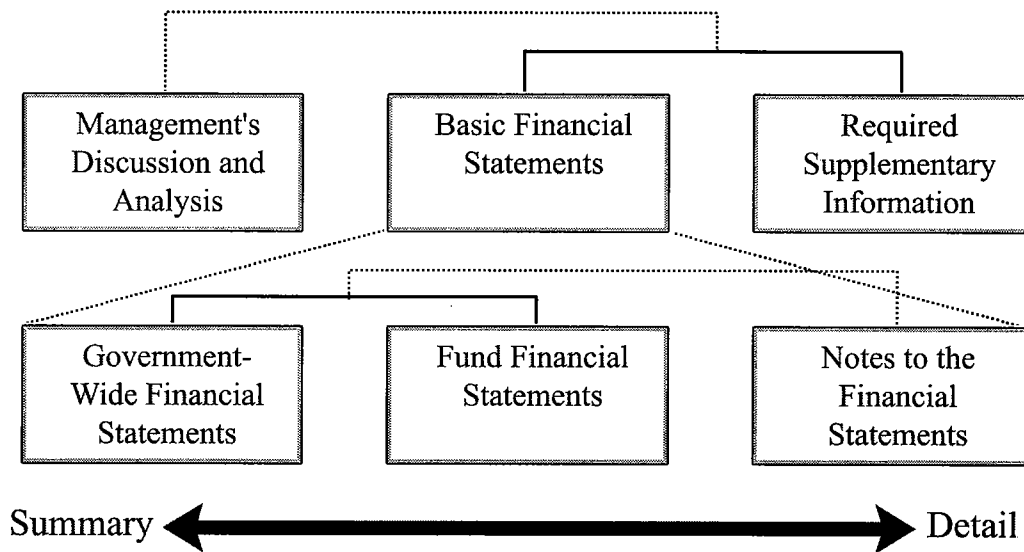 Management's
Discussion and
Analysis
Basic Financial
Statements
Required
Supplementary
Information
Government-
Wide Financial
Statements
Fund Financial
Statements
Notes to the
Financial
Statements
Summary
Detail